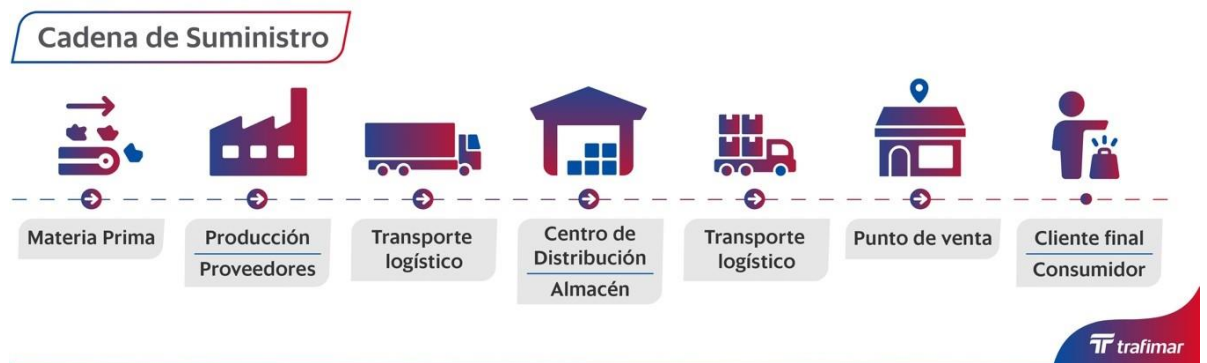 Cadena de Suministro
Materia Prima
Producción
Proveedores
Transporte
logístico
Centro de
Distribución
Almacén
Transporte
logístico
Punto de venta
Cliente final
Consumidor
trafimar